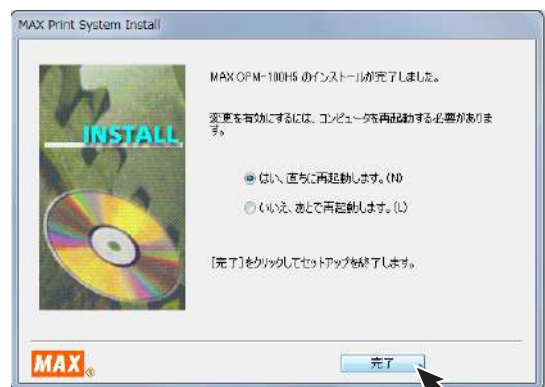 MAX Print System Install
INSTALL
MAX CPM-100H5 のインストールが完了しました。
変更を有効にするには、コンピュータを再起動する必要がありま
す。
はい、直ちに再起動します。(N)
いいえ、あとで再起動します。(L)
[完了]をクリックしてセットアップを終了します。
MAX®
完了